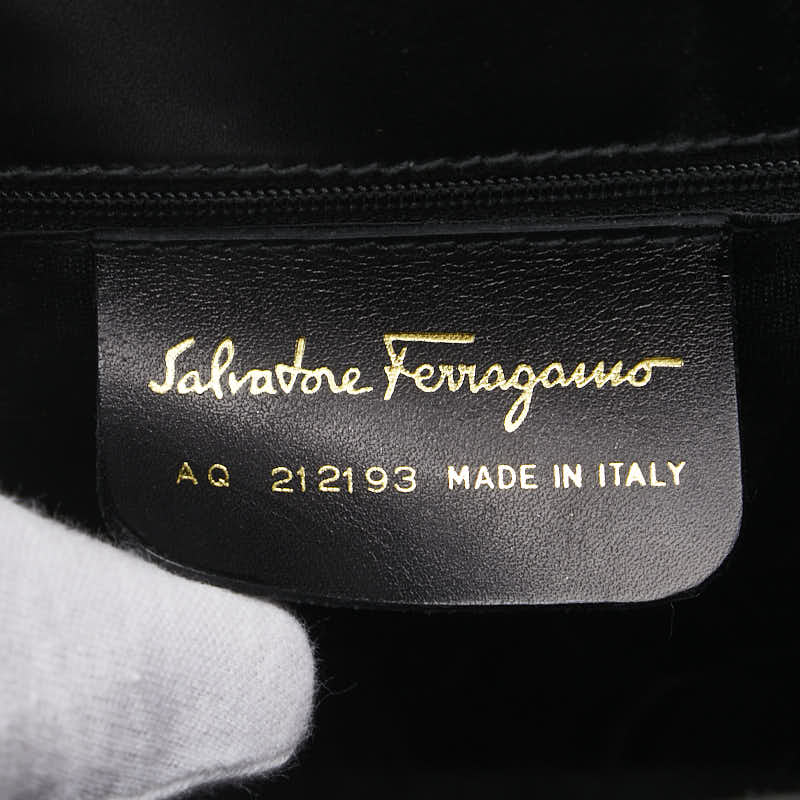 Salvatore Ferragamo
AQ 212193 MADE IN ITALY